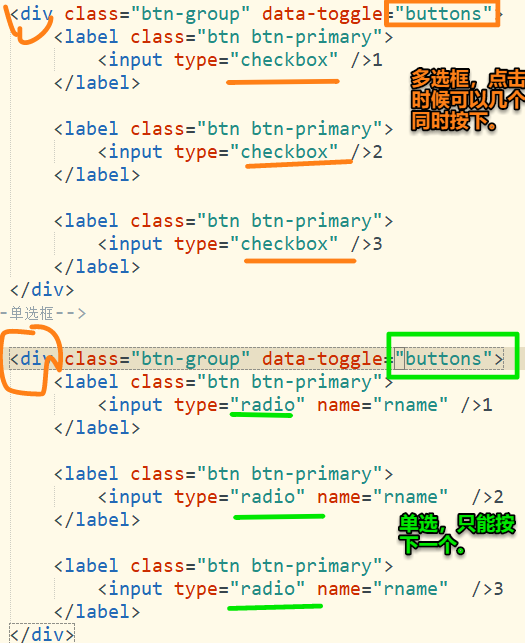 <div class="btn-group" data-toggle="buttons">
<label class="btn btn-primary">
<input type="checkbox" />1
</label>
多选框，点击
时候可以几个
同时按下。
<label class="btn btn-primary">
<input type="checkbox" />2
</label>
<label class="btn btn-primary">
<input type="checkbox" />3
</label>
</div>
-单选框-->
<div class="btn-group" data-toggle="buttons">
<label class="btn btn-primary">
<input type="radio" name="rname" />1
</label>
<label class="btn btn-primary">
<input type="radio" name="rname"  />2
</label>
单选，只能按
下一个。
<label class="btn btn-primary">
<input type="radio" name="rname"  />3
</label>
</div>